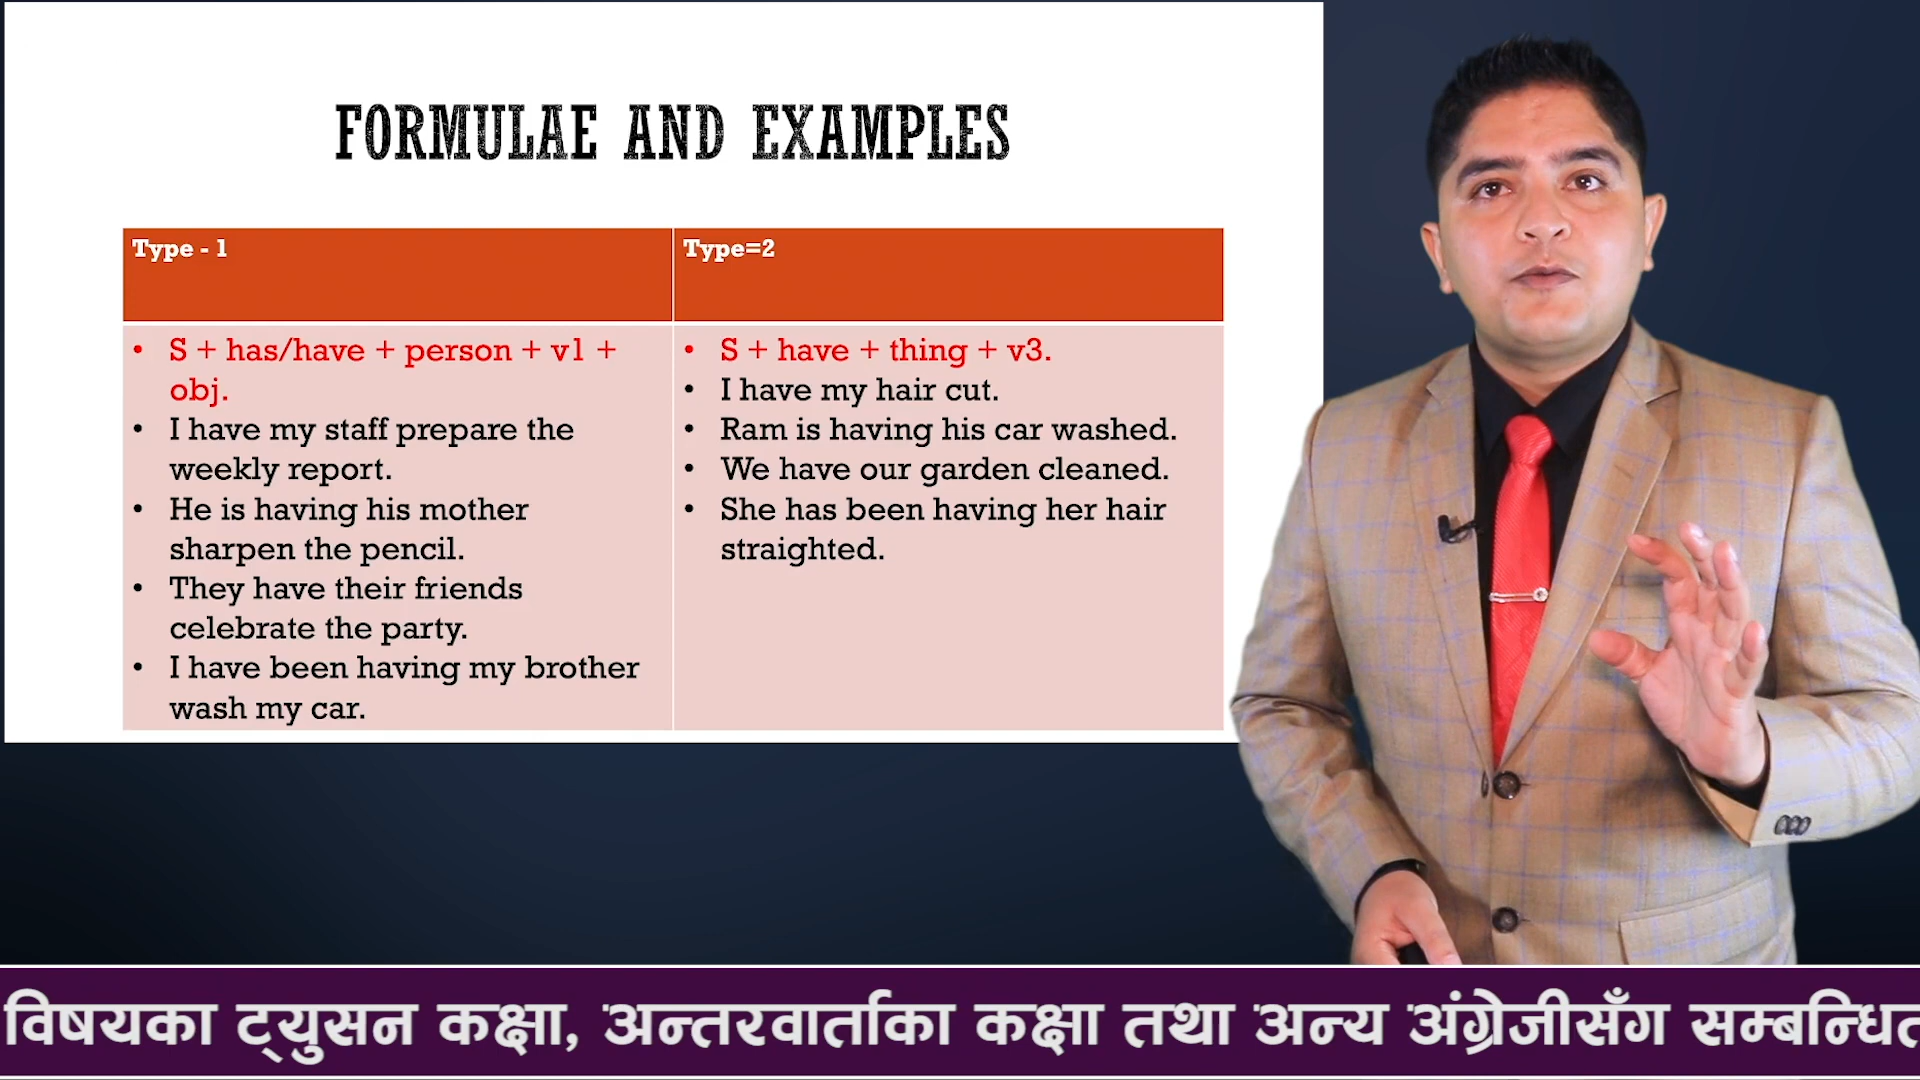 FORMULAE AND EXAMPLES
Type - 1
• S + has/have + person + v1 +
obj.
• I have my staff prepare the
weekly report.
• He is having his mother
sharpen the pencil.
• They have their friends
celebrate the party.
• I have been having my brother
wash my car.
Type=2
• S + have + thing + v3.
• I have my hair cut.
• Ram is having his car washed.
• We have our garden cleaned.
• She has been having her hair
straighted.
विषयका ट्युसन कक्षा, अन्तरवार्ताका कक्षा तथा अन्य अंग्रेजीसँग सम्बन्धित